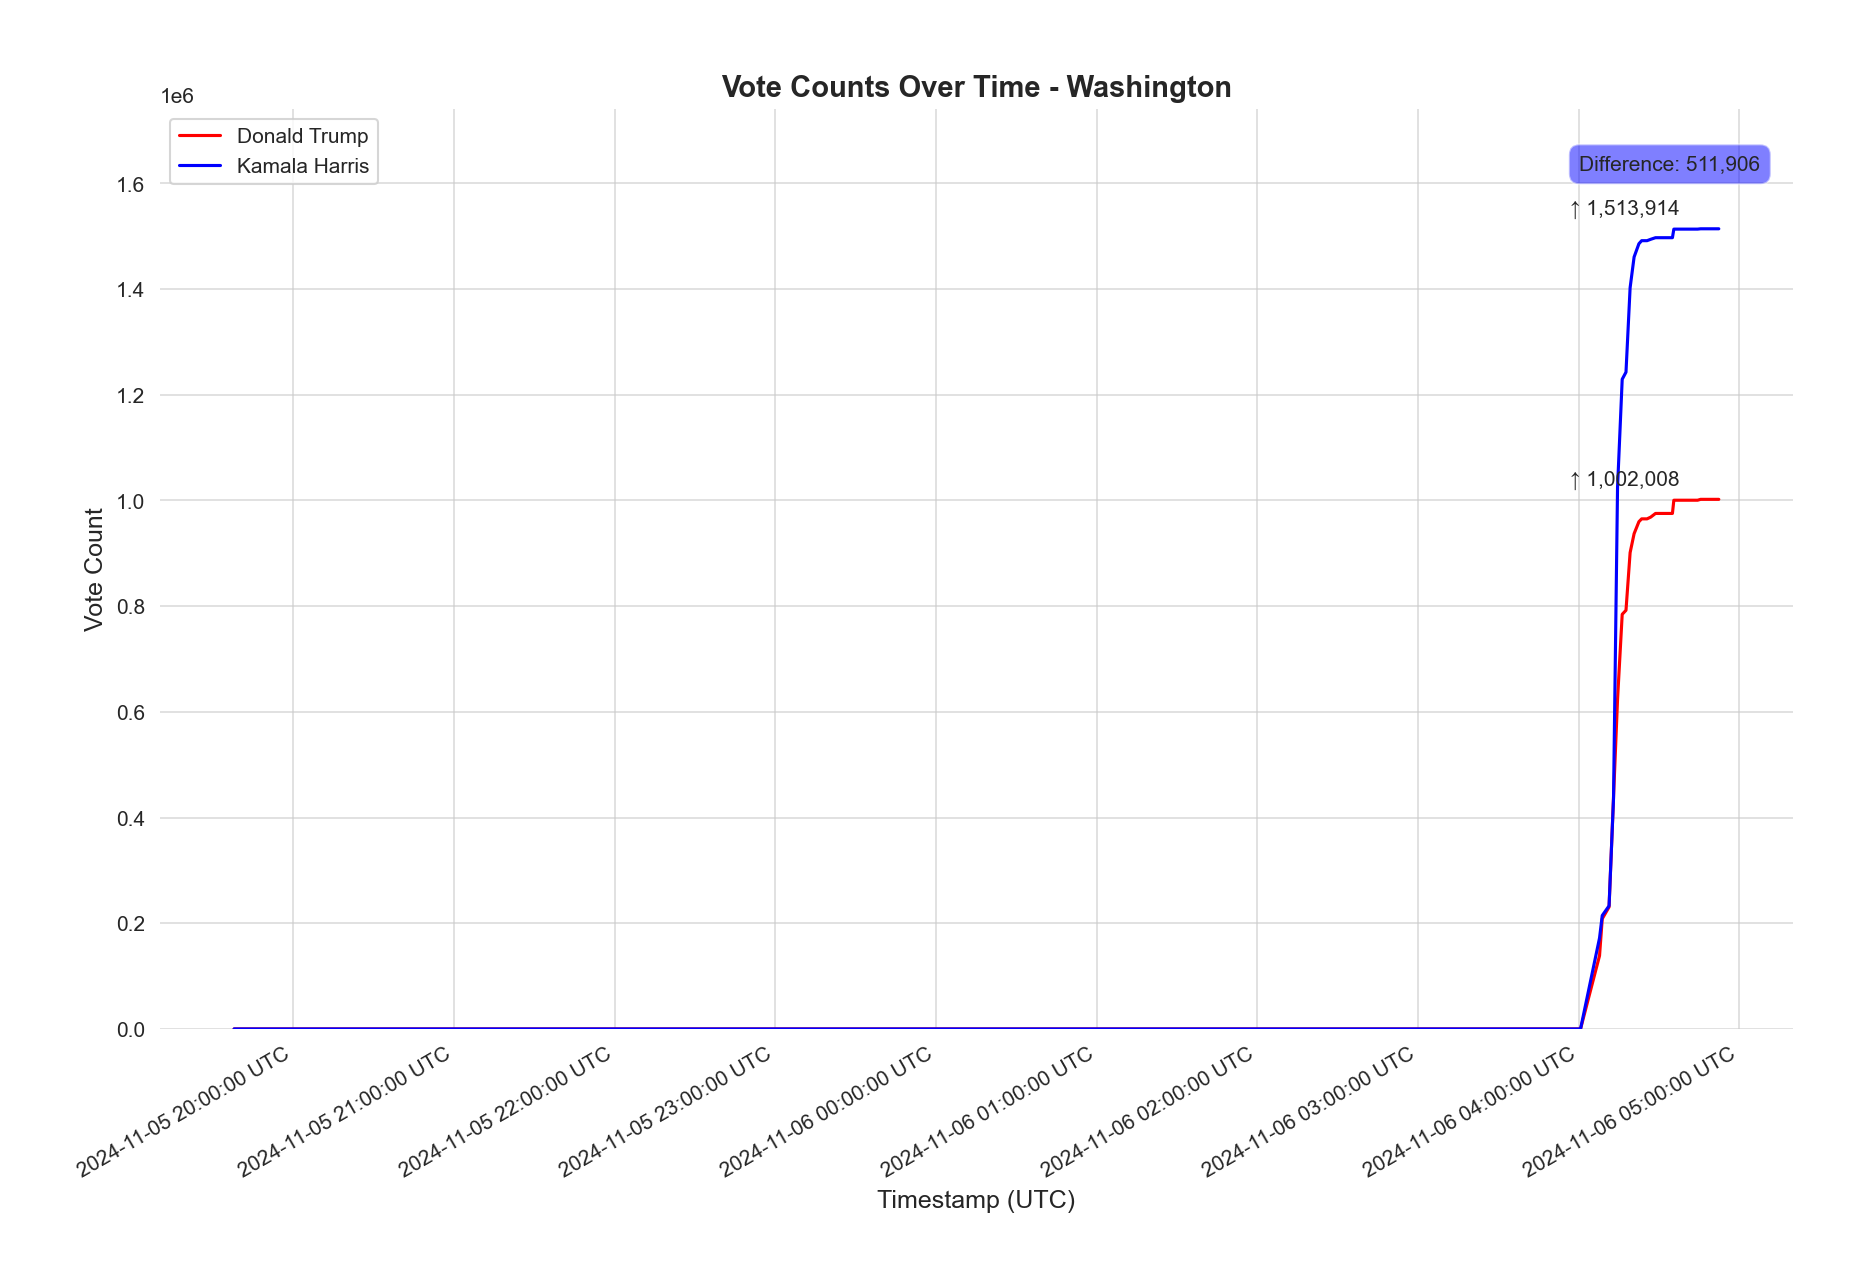 Vote Counts Over Time - Washington
1e6
Donald Trump
Kamala Harris
Difference: 511,906
↑ 1,513,914
↑ 1,002,008
Vote Count
1.6
1.4
1.2
1.0
0.8
0.6
0.4
0.2
0.0
2024-11-05 20:00:00 UTC
2024-11-05 21:00:00 UTC
2024-11-05 22:00:00 UTC
2024-11-05 23:00:00 UTC
2024-11-06 00:00:00 UTC
2024-11-06 01:00:00 UTC
2024-11-06 02:00:00 UTC
2024-11-06 03:00:00 UTC
2024-11-06 04:00:00 UTC
2024-11-06 05:00:00 UTC
Timestamp (UTC)